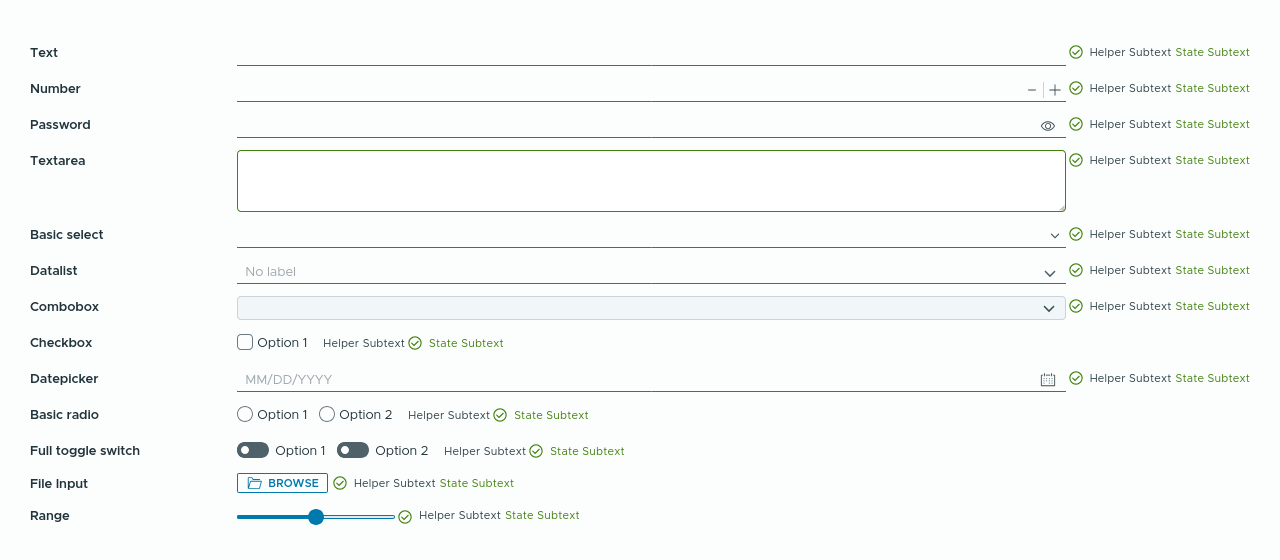 Text Helper Subtext State Subtext
Number Helper Subtext State Subtext
Password Helper Subtext State Subtext
Textarea Helper Subtext State Subtext
Basic select Helper Subtext State Subtext
Datalist No label Helper Subtext State Subtext
Combobox Helper Subtext State Subtext
Checkbox Option 1 Helper Subtext State Subtext
Datepicker MM/DD/YYYY Helper Subtext State Subtext
Basic radio Option 1 Option 2 Helper Subtext State Subtext
Full toggle switch Option 1 Option 2 Helper Subtext State Subtext
File Input BROWSE Helper Subtext State Subtext
Range Helper Subtext State Subtext